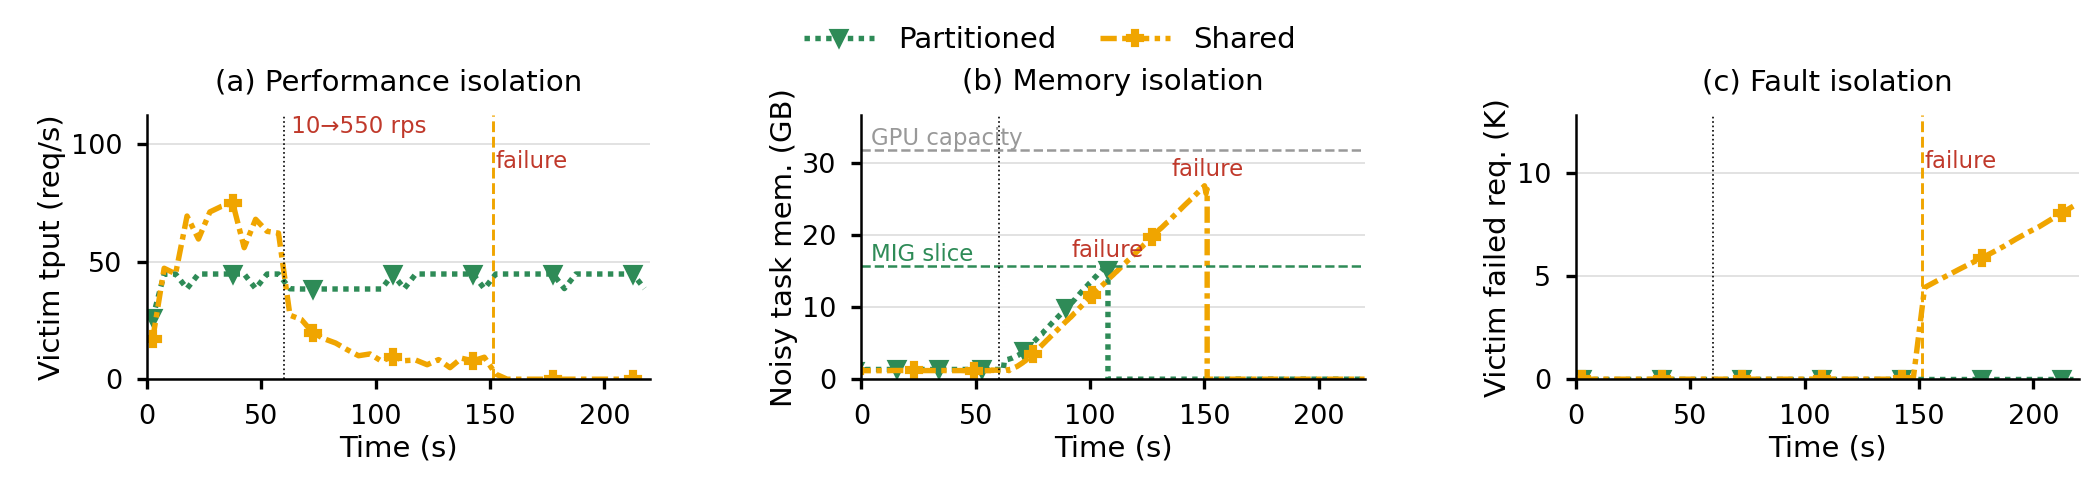 Partitioned
Shared
(a) Performance isolation
Victim tput (req/s)
100
50
0
10→550 rps
failure
0 50 100 150 200
Time (s)
(b) Memory isolation
Noisy task mem. (GB)
30
20
10
0
GPU capacity
failure
MIG slice
failure
0 50 100 150 200
Time (s)
(c) Fault isolation
Victim failed req. (K)
10
5
0
failure
0 50 100 150 200
Time (s)